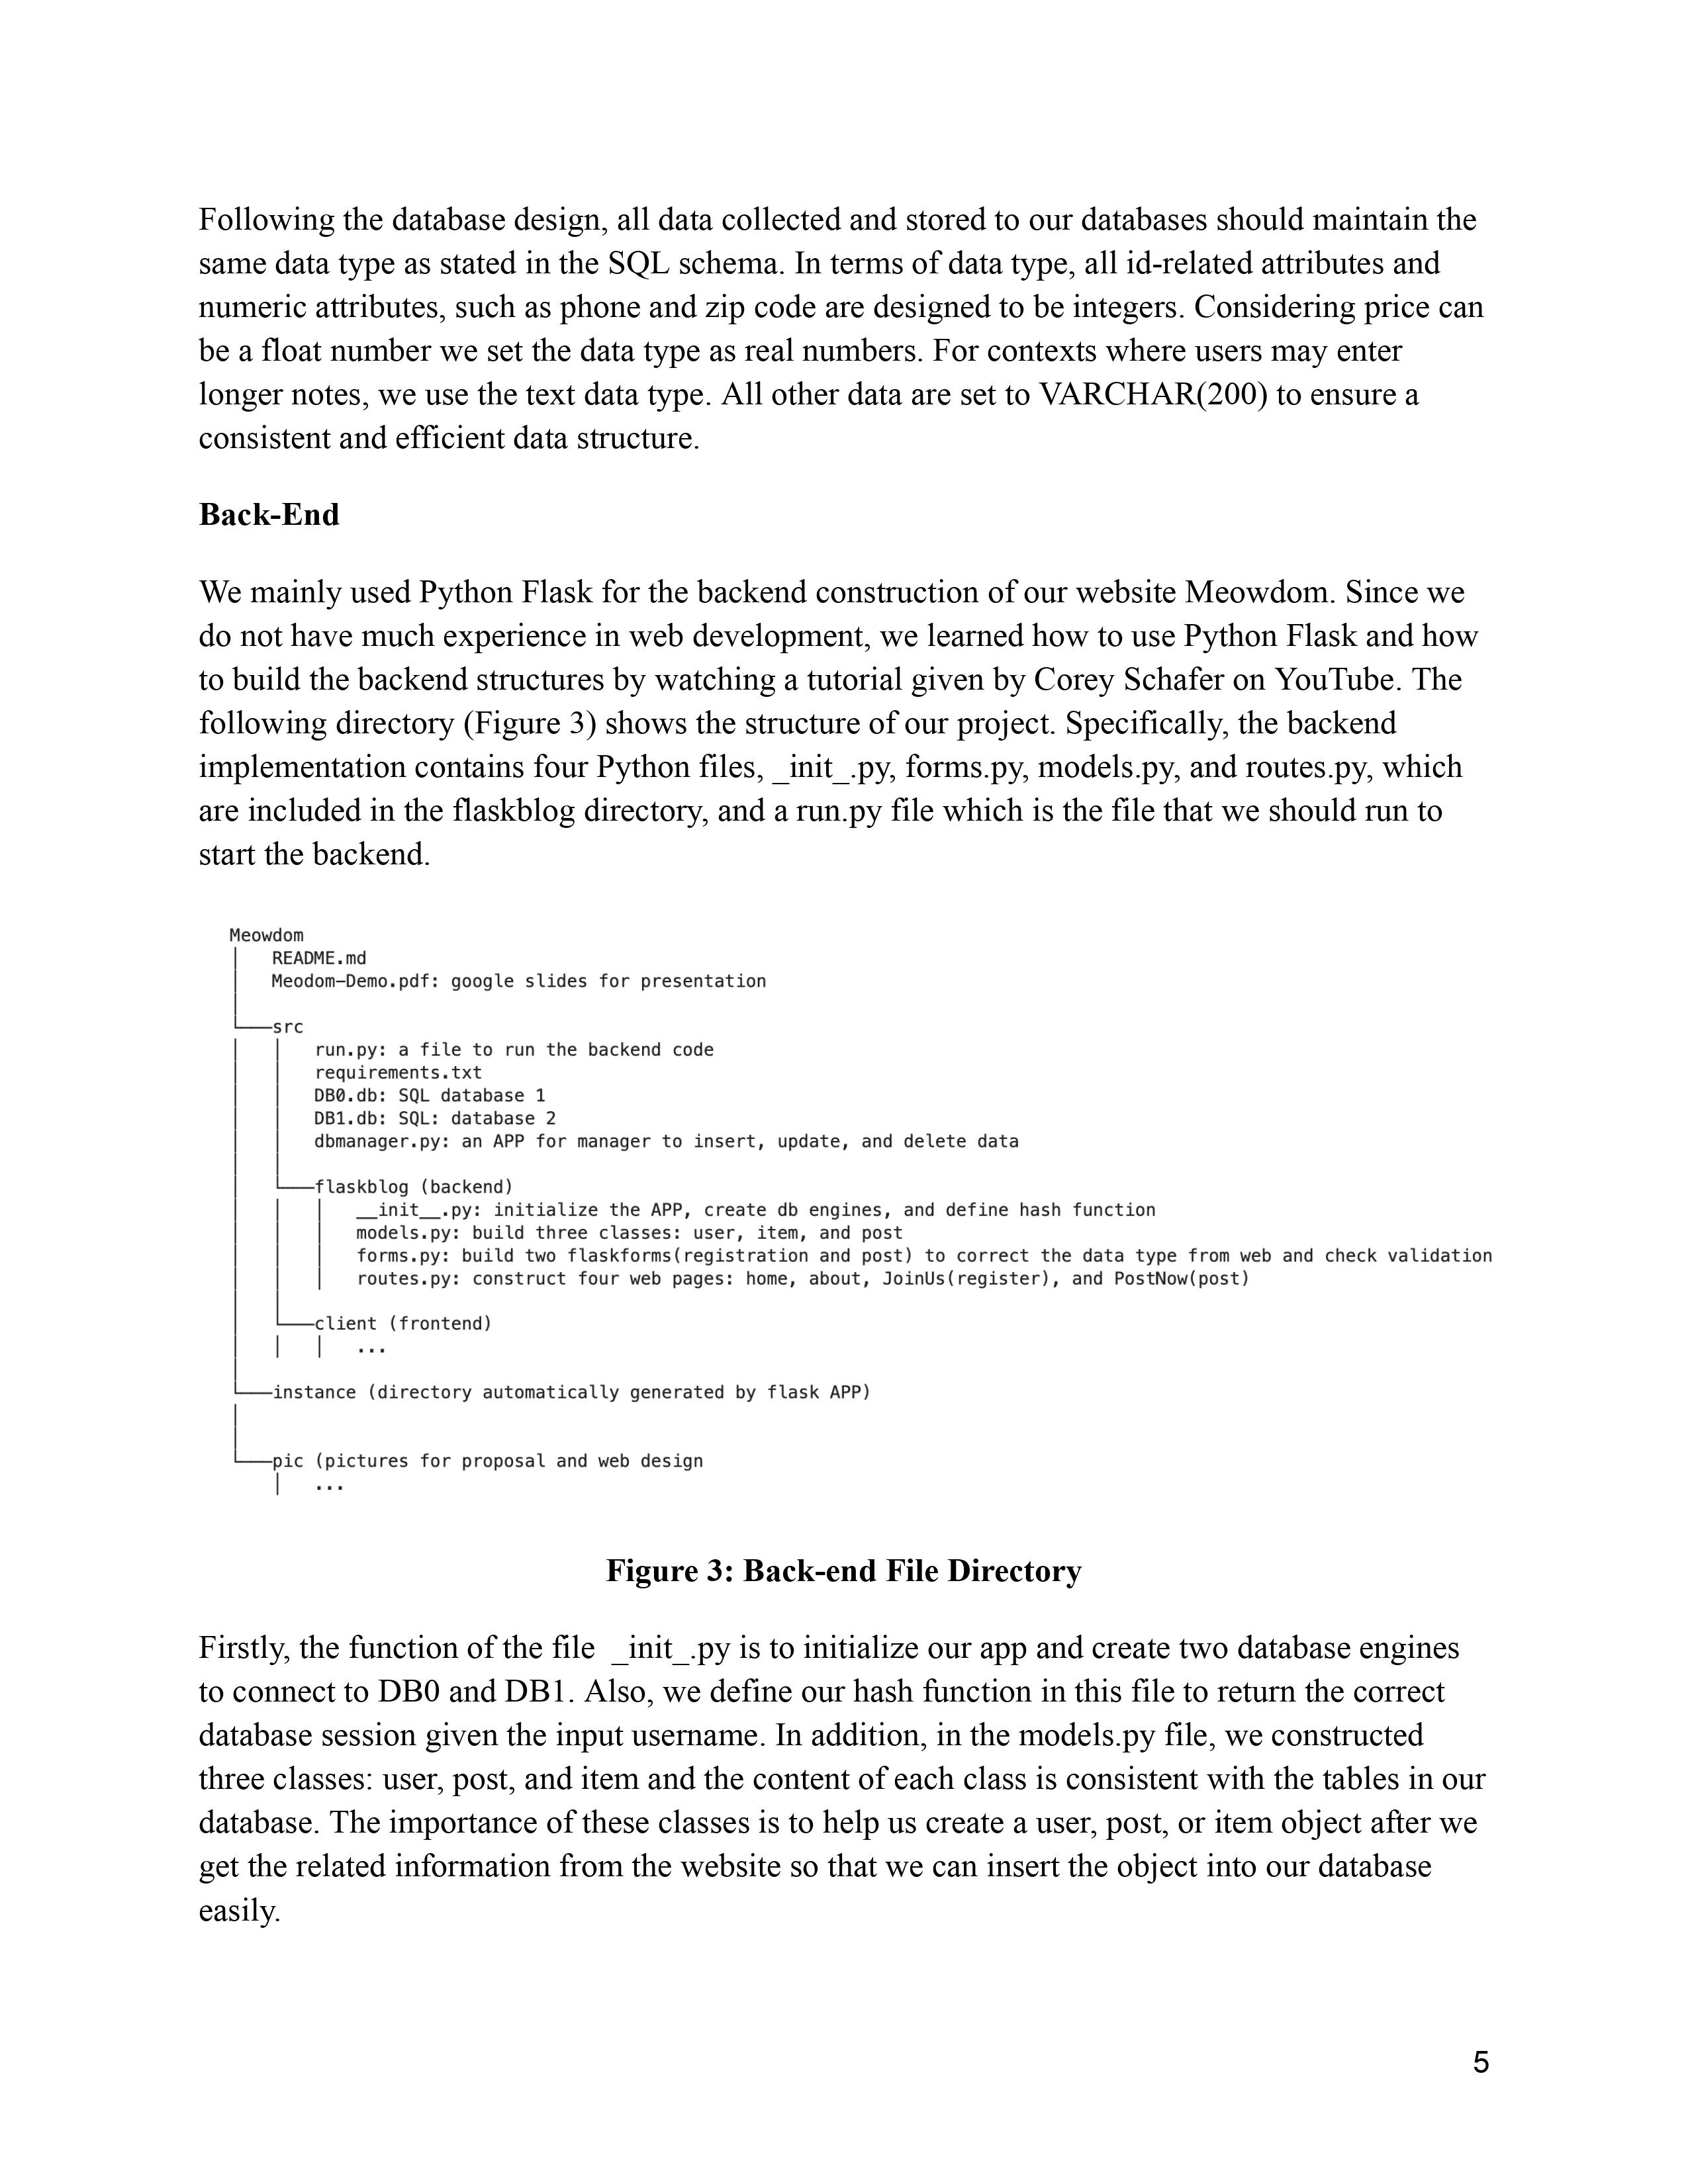 Following the database design, all data collected and stored to our databases should maintain the
same data type as stated in the SQL schema. In terms of data type, all id-related attributes and
numeric attributes, such as phone and zip code are designed to be integers. Considering price can
be a float number we set the data type as real numbers. For contexts where users may enter
longer notes, we use the text data type. All other data are set to VARCHAR(200) to ensure a
consistent and efficient data structure.
Back-End
We mainly used Python Flask for the backend construction of our website Meowdom. Since we
do not have much experience in web development, we learned how to use Python Flask and how
to build the backend structures by watching a tutorial given by Corey Schafer on YouTube. The
following directory (Figure 3) shows the structure of our project. Specifically, the backend
implementation contains four Python files, _init_.py, forms.py, models.py, and routes.py, which
are included in the flaskblog directory, and a run.py file which is the file that we should run to
start the backend.
Meowdom
README.md
Meodom-Demo.pdf: google slides for presentation
src
run.py: a file to run the backend code
requirements.txt
DB0.db: SQL database 1
DB1.db: SQL: database 2
dbmanager.py: an APP for manager to insert, update, and delete data
flaskblog (backend)
__init__.py: initialize the APP, create db engines, and define hash function
models.py: build three classes: user, item, and post
forms.py: build two flaskforms(registration and post) to correct the data type from web and check validation
routes.py: construct four web pages: home, about, JoinUs(register), and PostNow(post)
client (frontend)
...
instance (directory automatically generated by flask APP)
pic (pictures for proposal and web design
...
Figure 3: Back-end File Directory
Firstly, the function of the file _init_.py is to initialize our app and create two database engines
to connect to DB0 and DB1. Also, we define our hash function in this file to return the correct
database session given the input username. In addition, in the models.py file, we constructed
three classes: user, post, and item and the content of each class is consistent with the tables in our
database. The importance of these classes is to help us create a user, post, or item object after we
get the related information from the website so that we can insert the object into our database
easily.
5